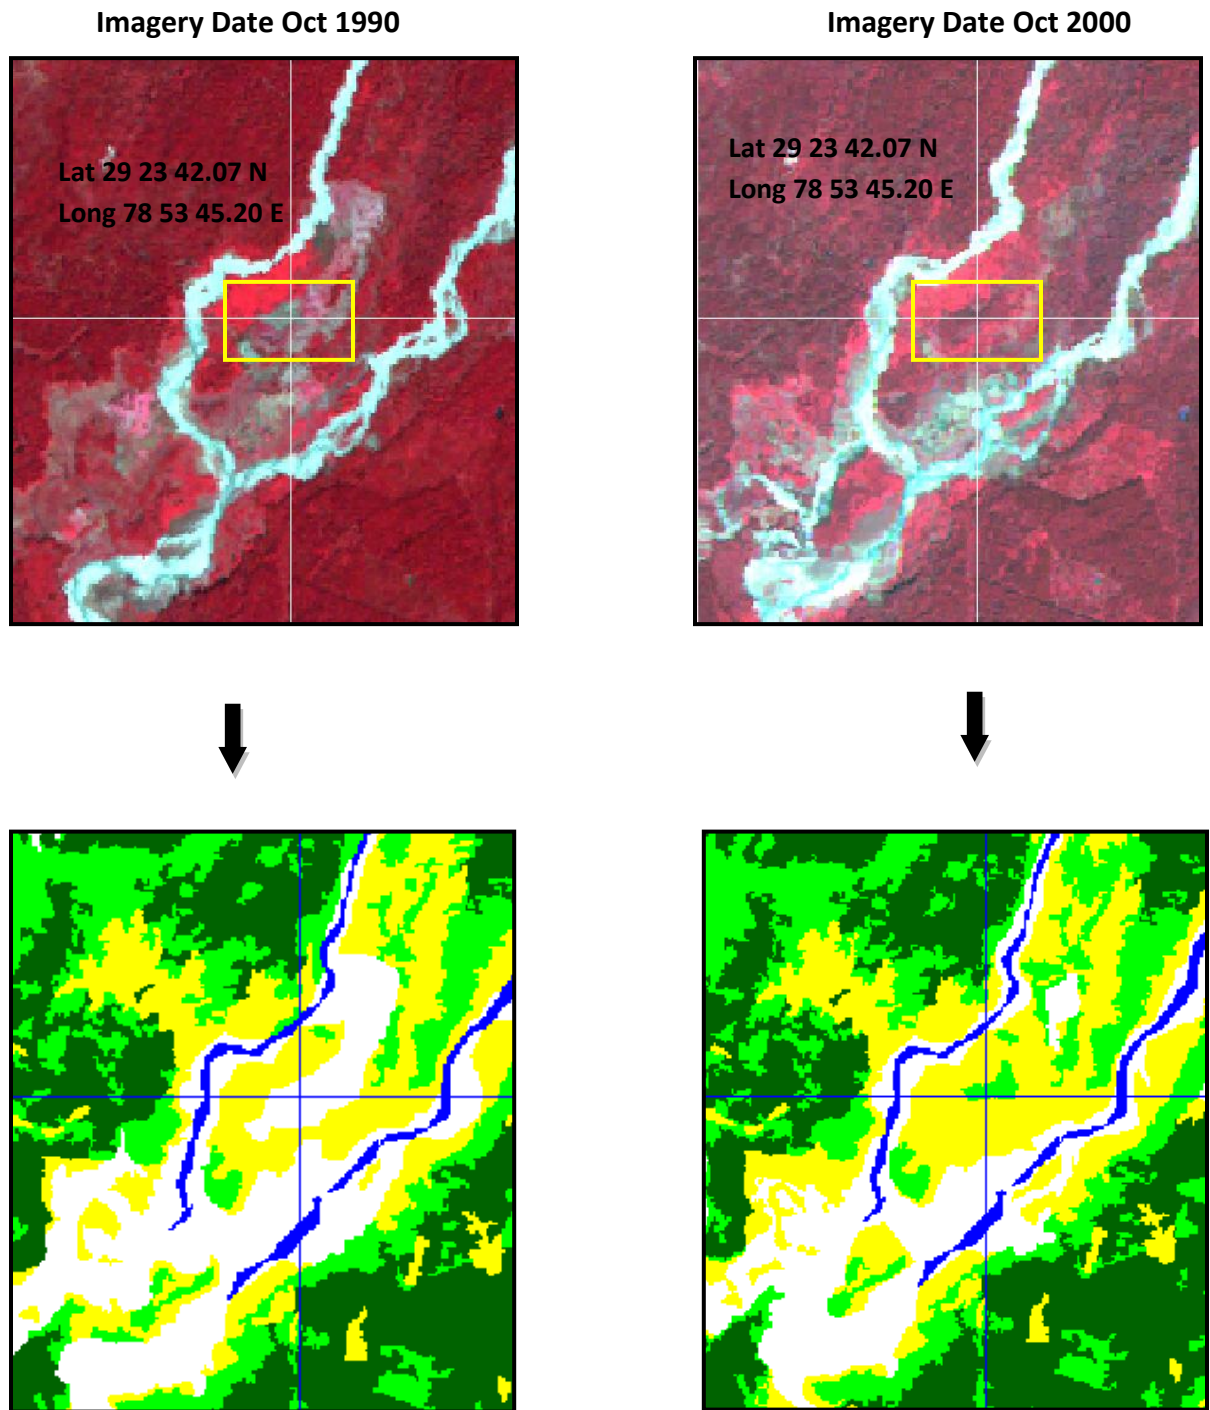 Imagery Date Oct 1990
Imagery Date Oct 2000
Lat 29 23 42.07 N
Long 78 53 45.20 E
Lat 29 23 42.07 N
Long 78 53 45.20 E